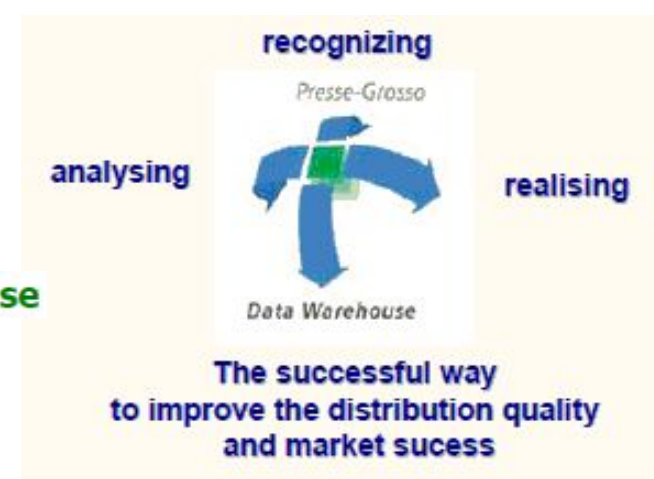 recognizing
Presse-Grosso
analysing
realising
se
Data Warehouse
The successful way
to improve the distribution quality
and market sucess